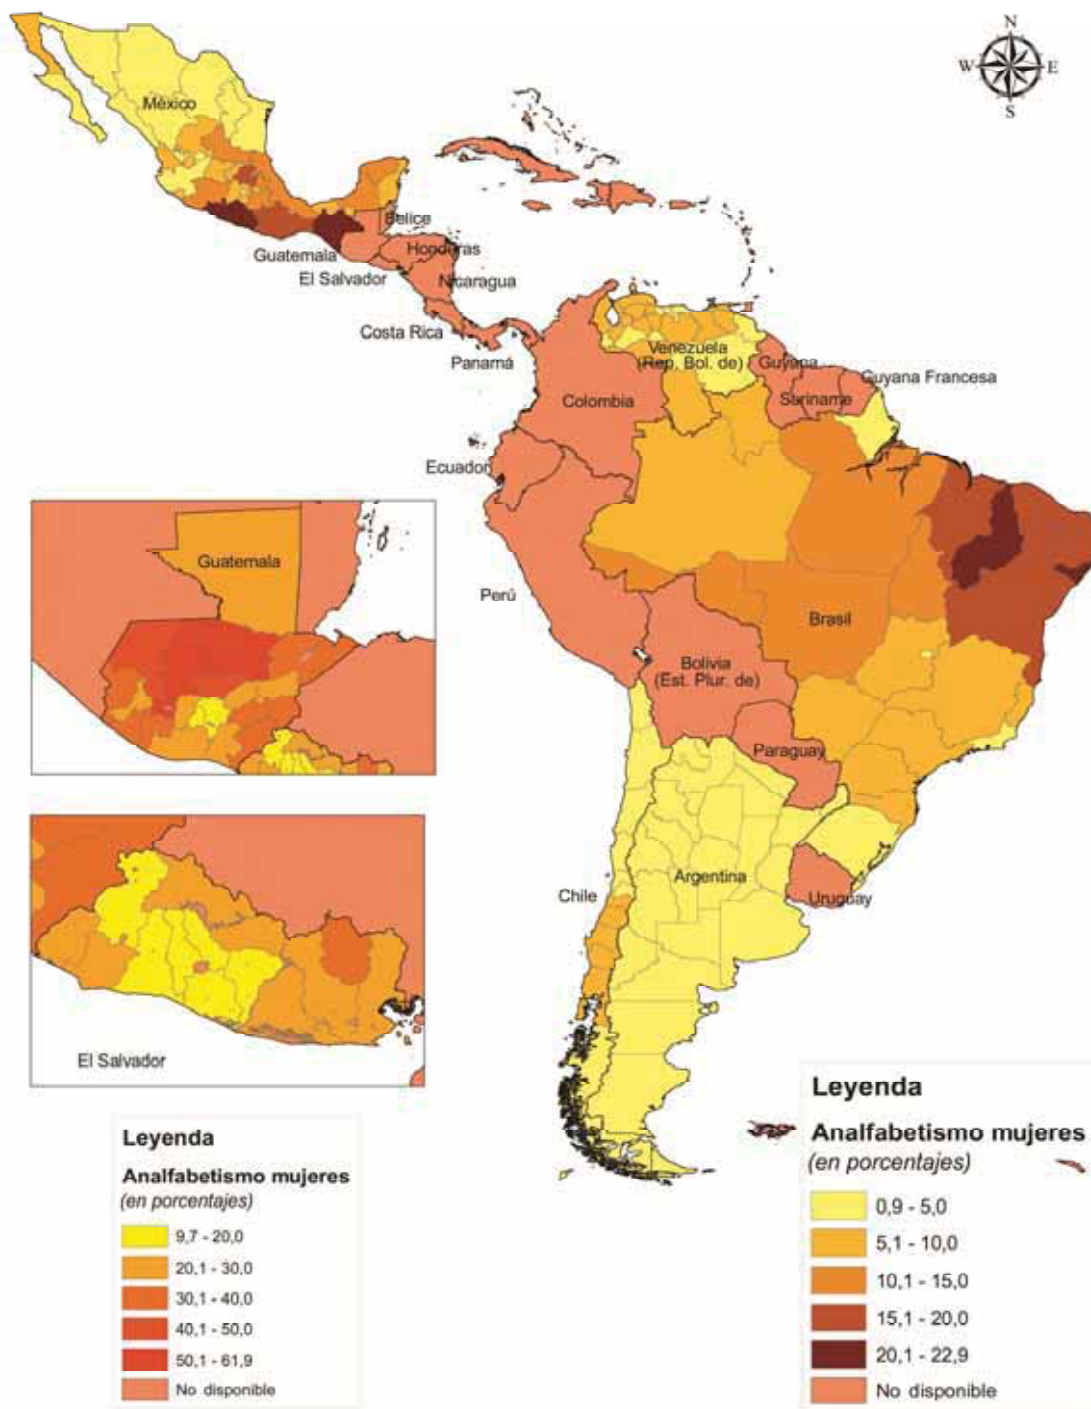 N
W
E
S
México
Belice
Guatemala
Honduras
El Salvador
Nicaragua
Costa Rica
Panamá
Venezuela
(Rep. Bol. de)
Guyana
Guyana Francesa
Suriname
Colombia
Ecuador
Perú
Brasil
Bolivia
(Est. Plur. de)
Paraguay
Argentina
Chile
Uruguay
Guatemala
El Salvador
Leyenda
Analfabetismo mujeres
(en porcentajes)
9,7 - 20,0
20,1 - 30,0
30,1 - 40,0
40,1 - 50,0
50,1 - 61,9
No disponible
Leyenda
Analfabetismo mujeres
(en porcentajes)
0,9 - 5,0
5,1 - 10,0
10,1 - 15,0
15,1 - 20,0
20,1 - 22,9
No disponible